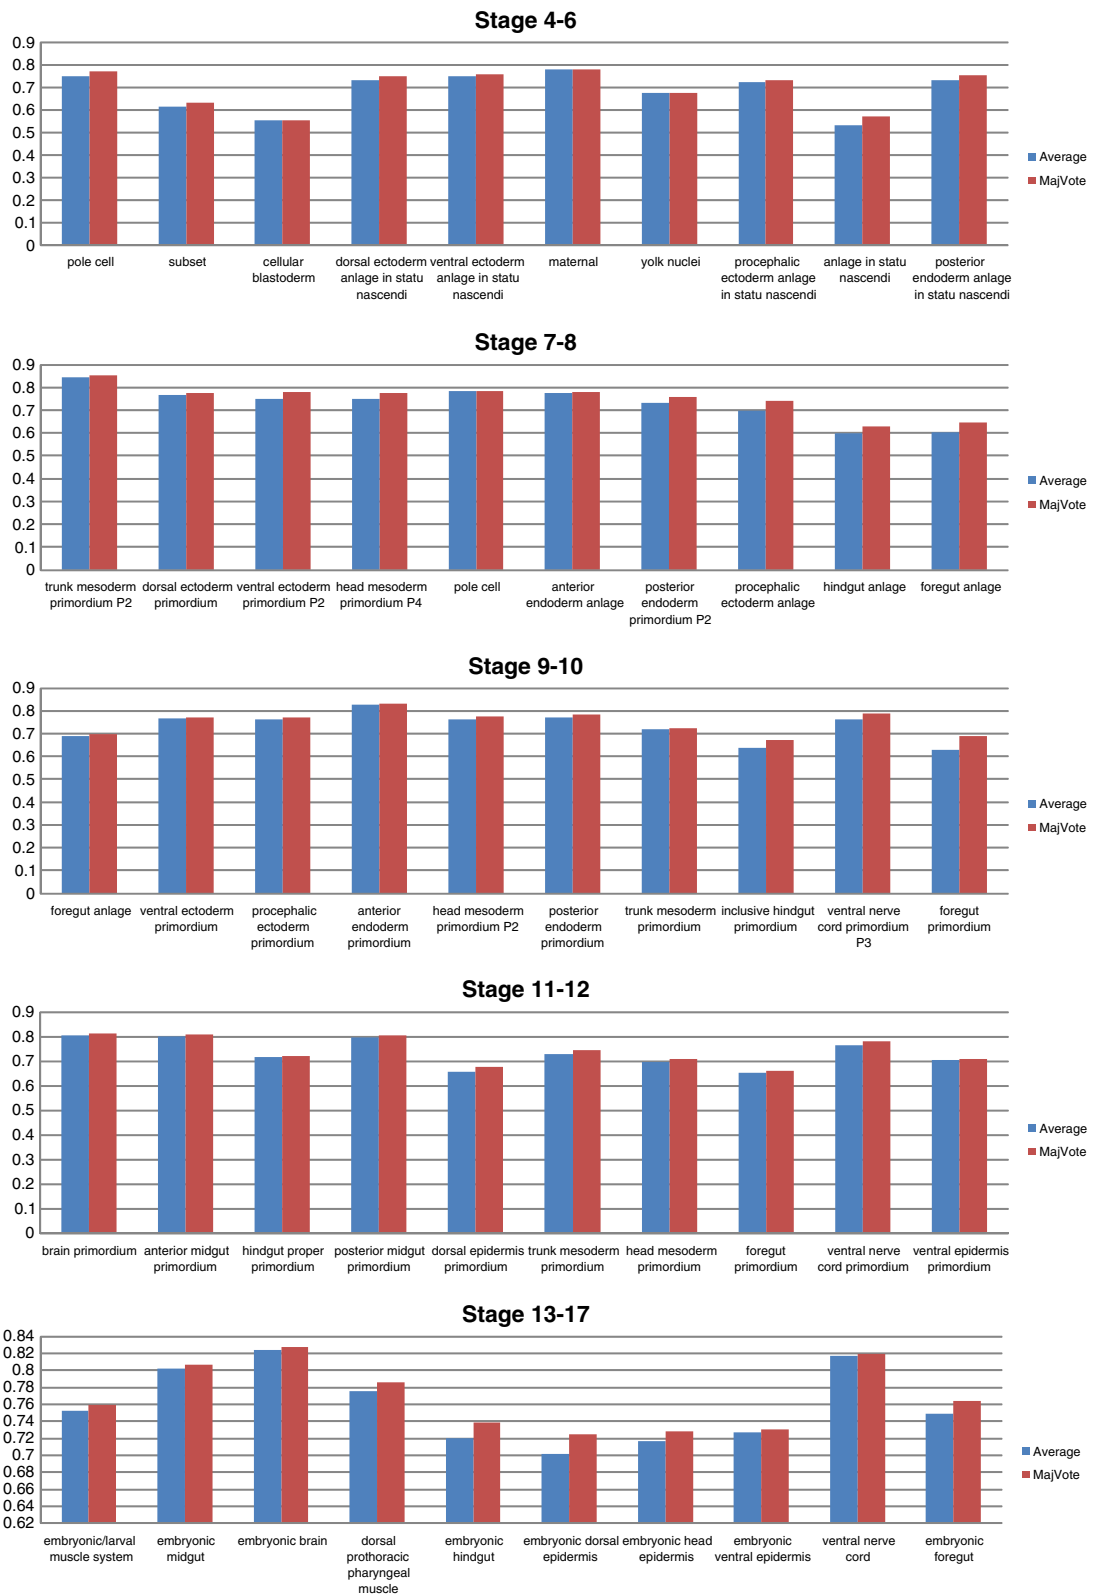 Stage 4-6
0.9
0.8
0.7
0.6
0.5
0.4
0.3
0.2
0.1
0
pole cell
subset
cellular
blastoderm
dorsal ectoderm
anlage in statu
nascendi
ventral ectoderm
anlage in statu
nascendi
maternal
yolk nuclei
procephalic
ectoderm anlage
in statu nascendi
anlage in statu
nascendi
posterior
endoderm anlage
in statu nascendi
Average
MajVote
Stage 7-8
0.9
0.8
0.7
0.6
0.5
0.4
0.3
0.2
0.1
0
trunk mesoderm
primordium P2
dorsal ectoderm
primordium
ventral ectoderm
primordium P2
head mesoderm
primordium P4
pole cell
anterior
endoderm anlage
posterior
endoderm
primordium P2
procephalic
ectoderm anlage
hindgut anlage
foregut anlage
Average
MajVote
Stage 9-10
0.9
0.8
0.7
0.6
0.5
0.4
0.3
0.2
0.1
0
foregut anlage
ventral ectoderm
primordium
procephalic
ectoderm
primordium
anterior
endoderm
primordium
head mesoderm
primordium P2
posterior
endoderm
primordium
trunk mesoderm
primordium
inclusive hindgut
primordium
ventral nerve
cord primordium
P3
foregut
primordium
Average
MajVote
Stage 11-12
0.9
0.8
0.7
0.6
0.5
0.4
0.3
0.2
0.1
0
brain primordium
anterior midgut
primordium
hindgut proper
primordium
posterior midgut
primordium
dorsal epidermis
primordium
trunk mesoderm
primordium
head mesoderm
primordium
foregut
primordium
ventral nerve
cord primordium
ventral epidermis
primordium
Average
MajVote
Stage 13-17
0.84
0.82
0.8
0.78
0.76
0.74
0.72
0.7
0.68
0.66
0.64
0.62
embryonic/larval
muscle system
embryonic
midgut
embryonic brain
dorsal
prothoracic
pharyngeal
muscle
embryonic
hindgut
embryonic dorsal
epidermis
embryonic head
epidermis
embryonic
ventral epidermis
ventral nerve
cord
embryonic
foregut
Average
MajVote